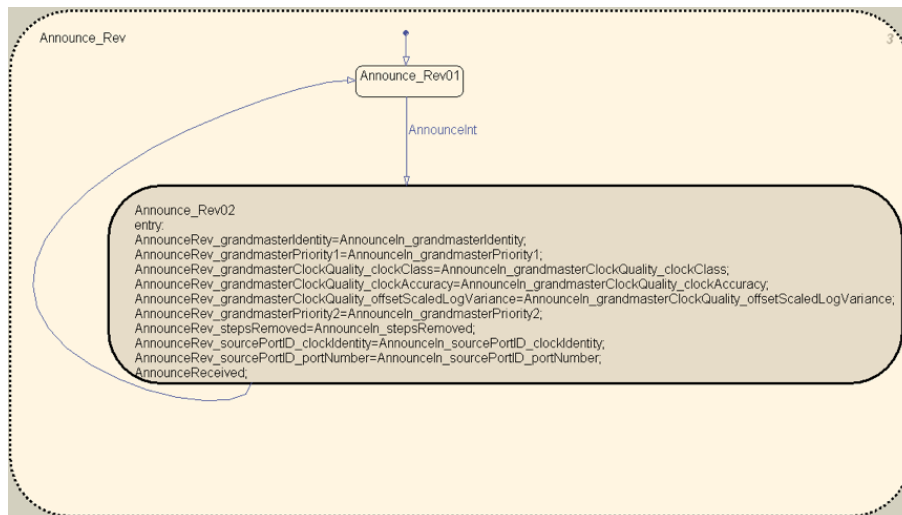 Announce_Rev
3
Announce_Rev01
AnnounceInt
Announce_Rev02
entry:
AnnounceRev_grandmasterIdentity=AnnounceIn_grandmasterIdentity;
AnnounceRev_grandmasterPriority1=AnnounceIn_grandmasterPriority1;
AnnounceRev_grandmasterClockQuality_clockClass=AnnounceIn_grandmasterClockQuality_clockClass;
AnnounceRev_grandmasterClockQuality_clockAccuracy=AnnounceIn_grandmasterClockQuality_clockAccuracy;
AnnounceRev_grandmasterClockQuality_offsetScaledLogVariance=AnnounceIn_grandmasterClockQuality_offsetScaledLogVariance;
AnnounceRev_grandmasterPriority2=AnnounceIn_grandmasterPriority2;
AnnounceRev_stepsRemoved=AnnounceIn_stepsRemoved;
AnnounceRev_sourcePortID_clockIdentity=AnnounceIn_sourcePortID_clockIdentity;
AnnounceRev_sourcePortID_portNumber=AnnounceIn_sourcePortID_portNumber;
AnnounceReceived;